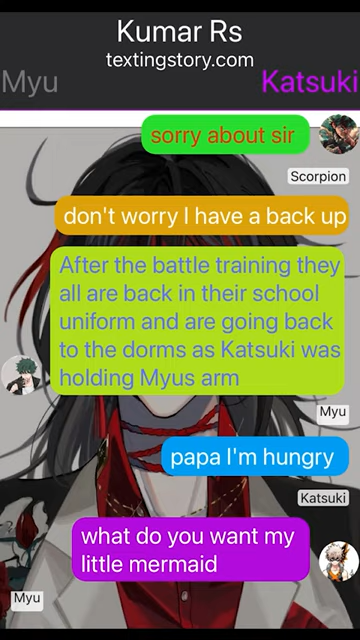 Kumar Rs
textingstory.com
Myu
Katsuki
sorry about sir
Scorpion
don't worry I have a back up
After the battle training they
all are back in their school
uniform and are going back
to the dorms as Katsuki was
holding Myus arm
Myu
papa I'm hungry
Katsuki
what do you want my
little mermaid
Myu